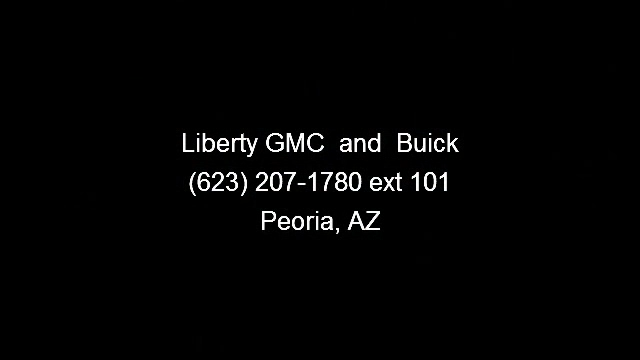 Liberty GMC  and  Buick
(623) 207-1780 ext 101
Peoria, AZ